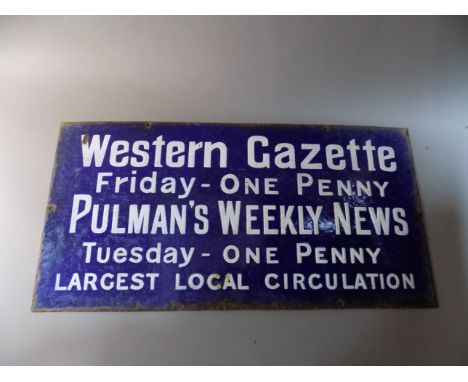 Western Gazette
Friday - ONE PENNY
PULMAN'S WEEKLY NEWS
Tuesday - ONE PENNY
LARGEST LOCAL CIRCULATION